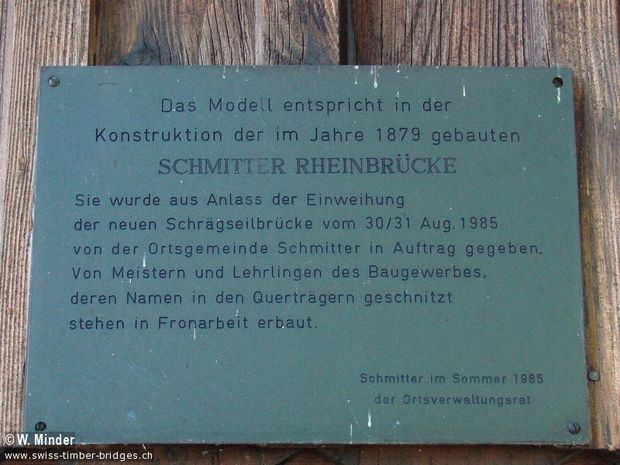 Das Modell entspricht in der
Konstruktion der im Jahre 1879 gebauten
SCHMITTER RHEINBRÜCKE
Sie wurde aus Anlass der Einweihung
der neuen Schrägseilbrücke vom 30/31 Aug. 1985
von der Ortsgemeinde Schmitter in Auftrag gegeben.
Von Meistern und Lehrlingen des Baugewerbes,
deren Namen in den Querträgern geschnitzt
stehen in Fronarbeit erbaut.
Schmitter im Sommer 1985
der Ortsverwaltungsrat
©W. Minder
www.swiss-timber-bridges.ch